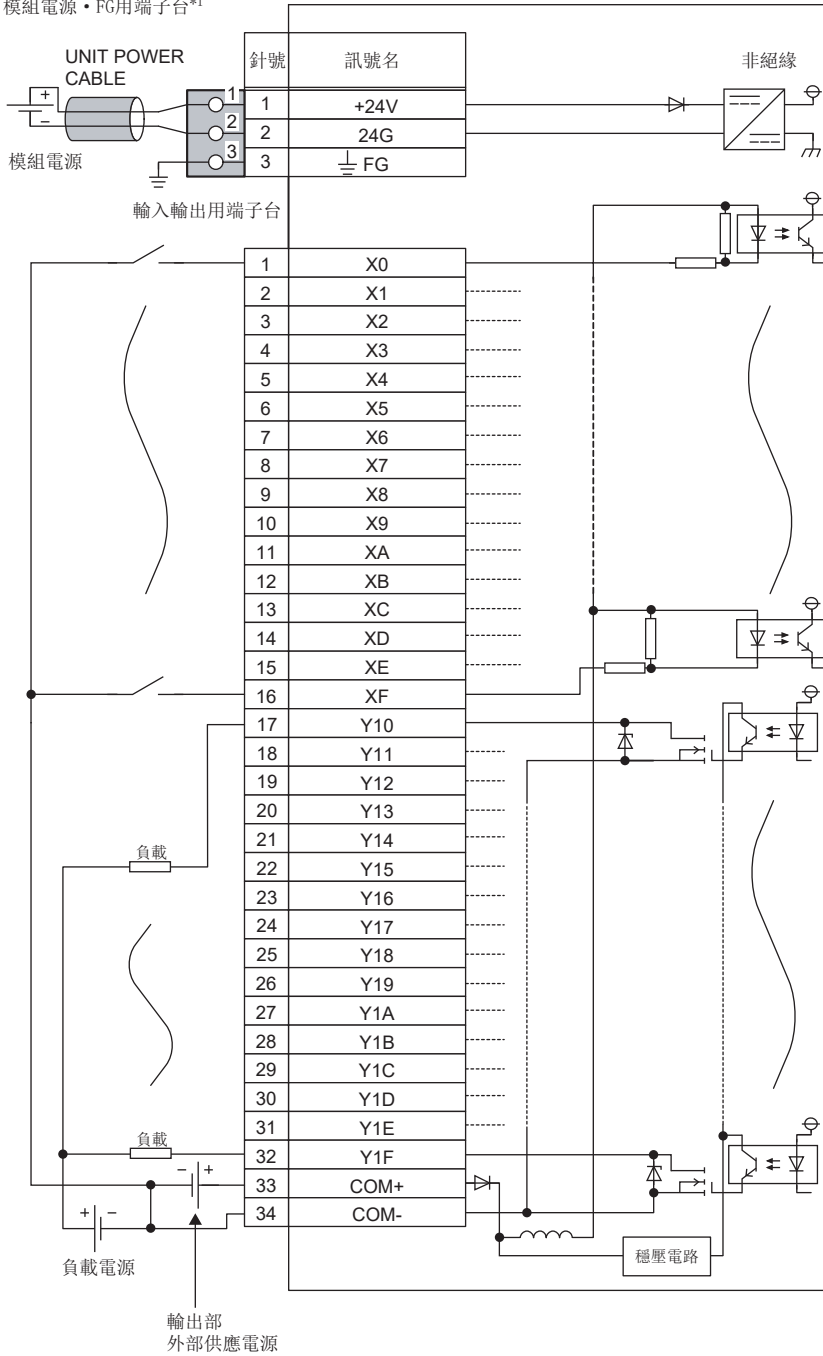 模組電源・FG用端子台*1
UNIT POWER
CABLE
+
-
模組電源
1
2
3
針號 訊號名
1 +24V
2 24G
3 FG
非絕緣
輸入輸出用端子台
1 X0
2 X1
3 X2
4 X3
5 X4
6 X5
7 X6
8 X7
9 X8
10 X9
11 XA
12 XB
13 XC
14 XD
15 XE
16 XF
17 Y10
18 Y11
19 Y12
20 Y13
21 Y14
負載
22 Y15
23 Y16
24 Y17
25 Y18
26 Y19
27 Y1A
28 Y1B
29 Y1C
30 Y1D
31 Y1E
負載
32 Y1F
- +
33 COM+
+ -
34 COM-
負載電源
穩壓電路
輸出部
外部供應電源